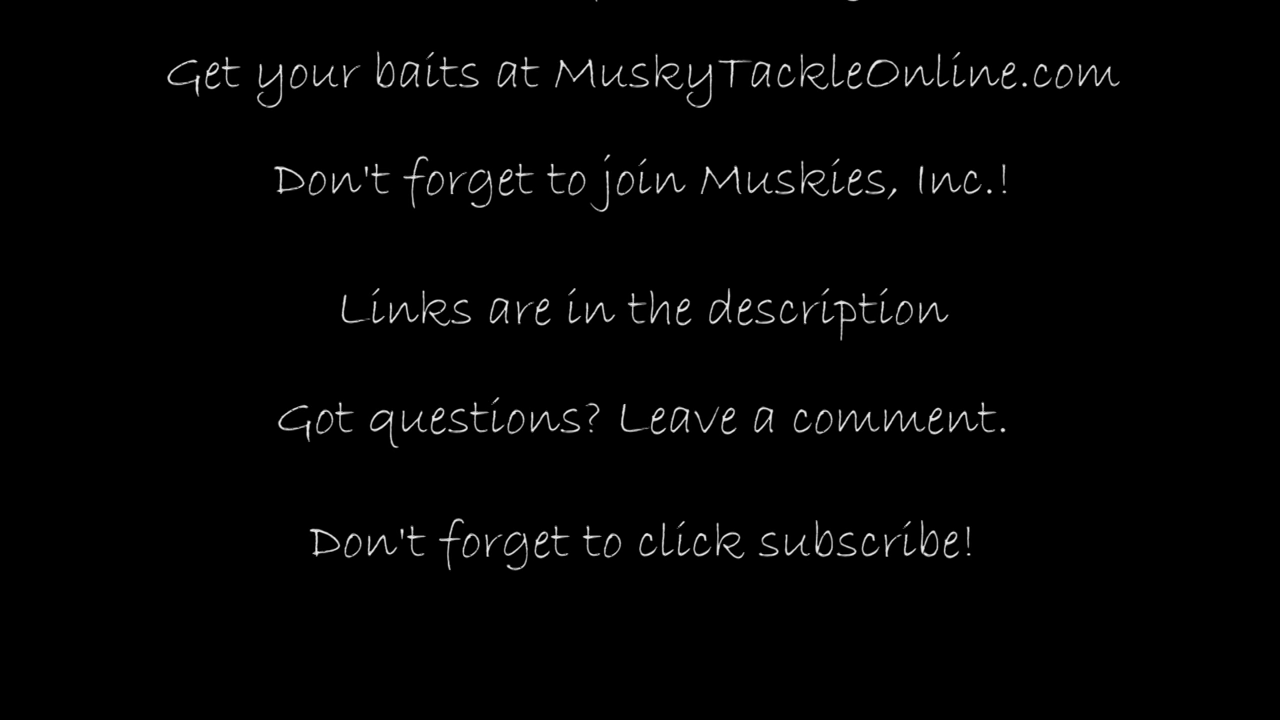 Get your baits at MuskyTackleOnline.com
Don't forget to join Muskies, Inc.!
Links are in the description
Got questions? Leave a comment.
Don't forget to click subscribe!